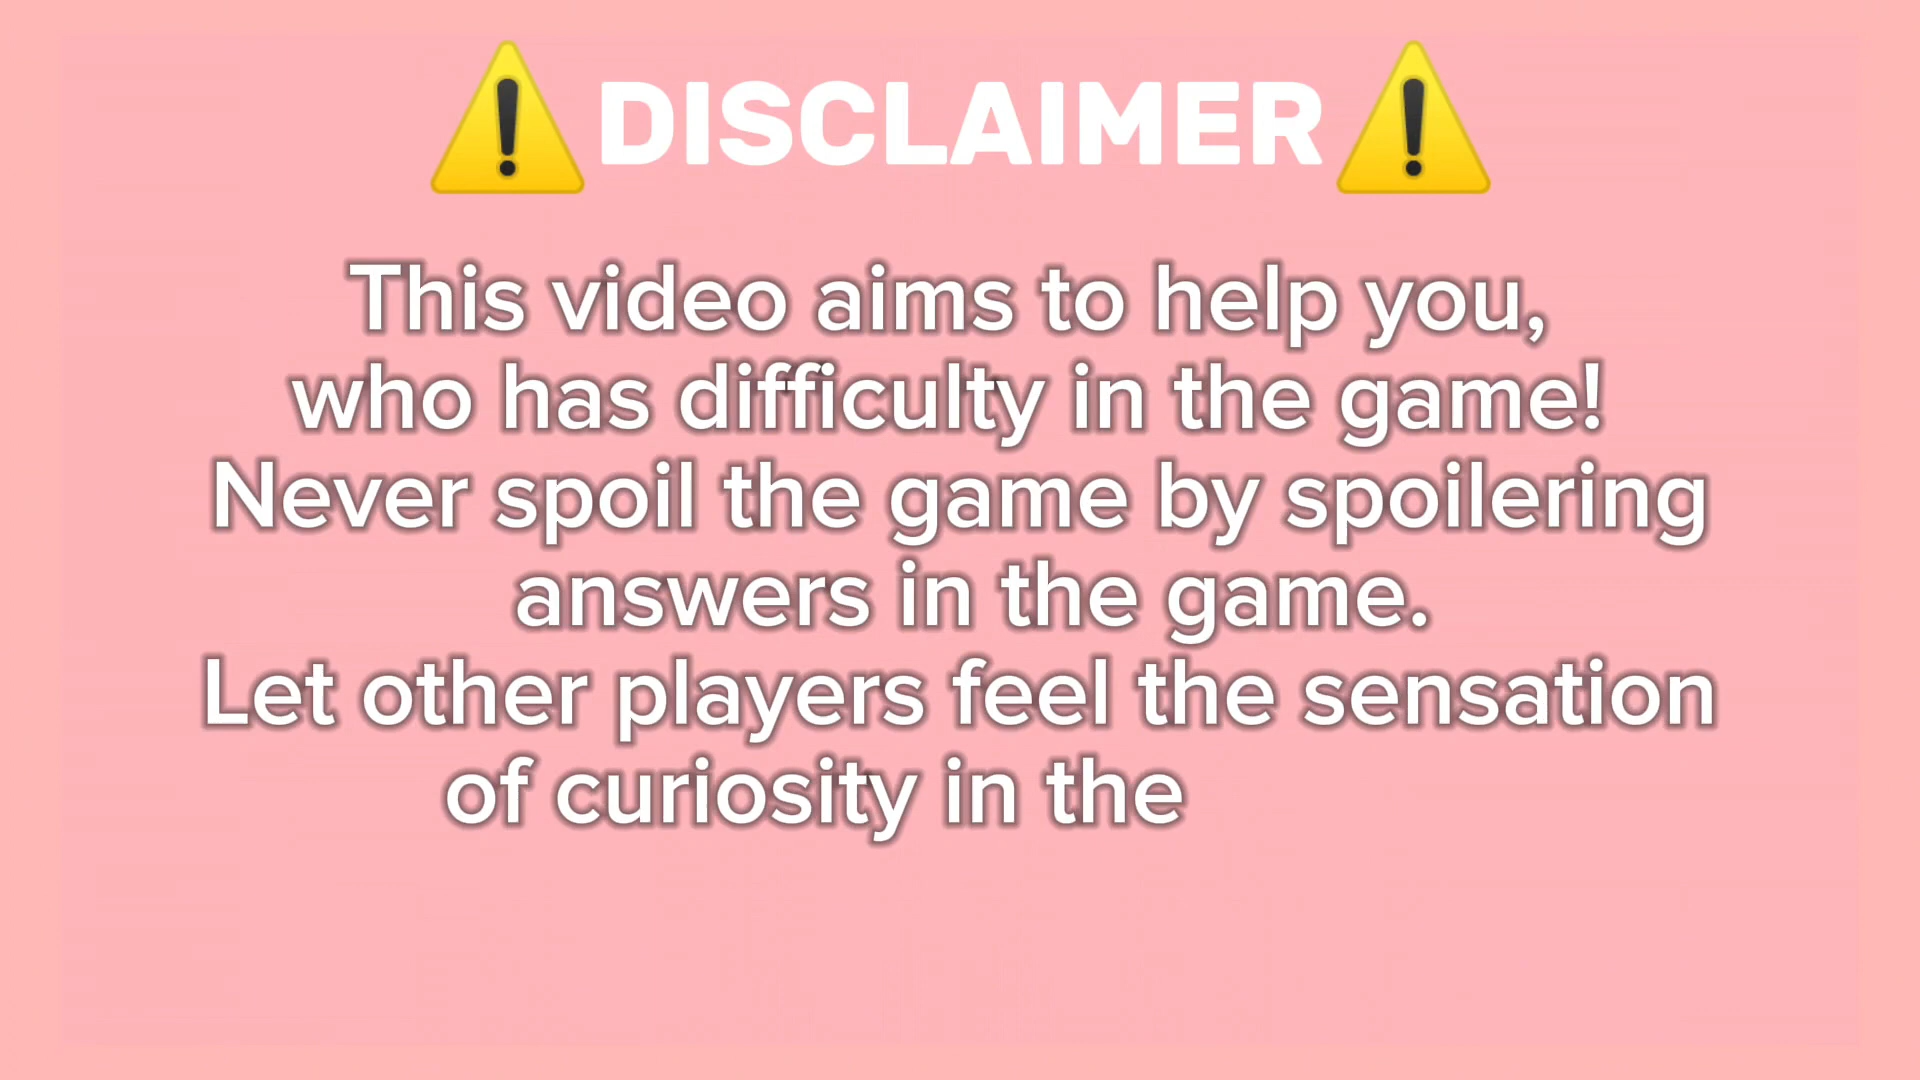 ⚠️DISCLAIMER⚠️
This video aims to help you,
who has difficulty in the game!
Never spoil the game by spoilering
answers in the game.
Let other players feel the sensation
of curiosity in the